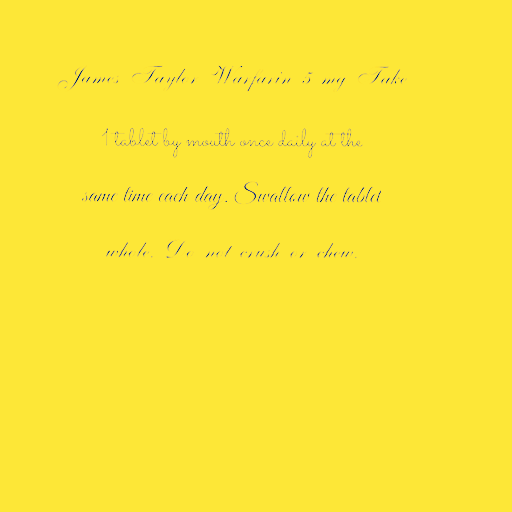 James Taylor Warfarin 5 mg Take
1 tablet by mouth once daily at the
same time each day. Swallow the tablet
whole. Do not crush or chew.